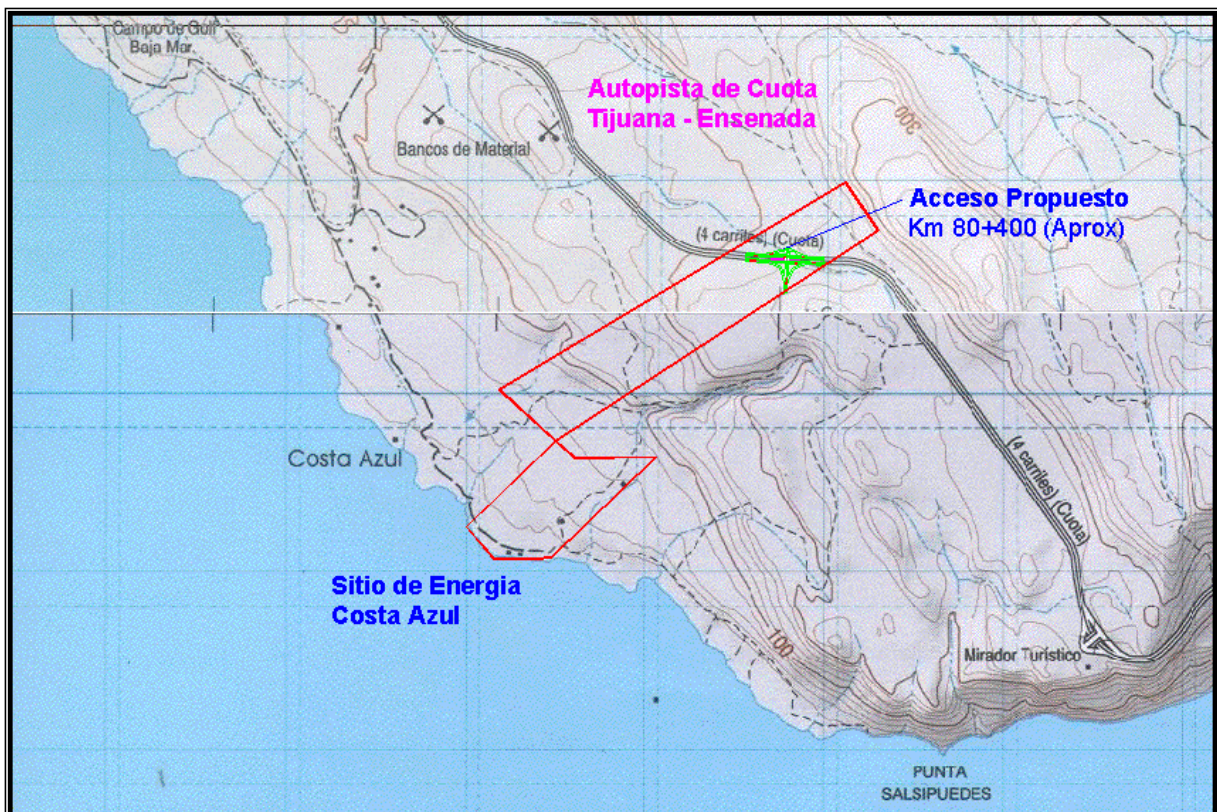 Campo de Golf
Baja Mar.
Autopista de Cuota
Tijuana - Ensenada
Bancos de Material
300
Acceso Propuesto
Km 80+400 (Aprox)
(4 carriles) (Cuota)
Costa Azul
(4 carriles) (Cuota)
Sitio de Energia
Costa Azul
100
Mirador Turístico
PUNTA
SALSIPUEDES